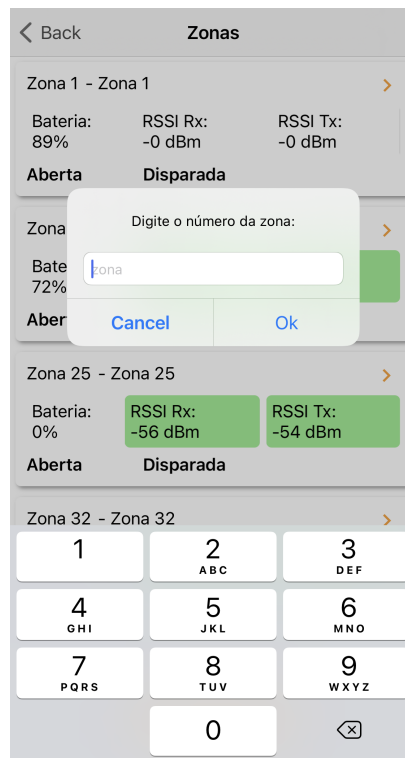 Back
Zonas
Zona 1 - Zona 1
Bateria: RSSI Rx: RSSI Tx:
89% -0 dBm -0 dBm
Aberta Disparada
Zona
Digite o número da zona:
zona
72%
Cancel Ok
Zona 25 - Zona 25
Bateria: RSSI Rx: RSSI Tx:
0% -56 dBm -54 dBm
Aberta Disparada
Zona 32 - Zona 32
1 2 3
ABC DEF
4 5 6
GHI JKL MNO
7 8 9
PQRS TUV WXYZ
0